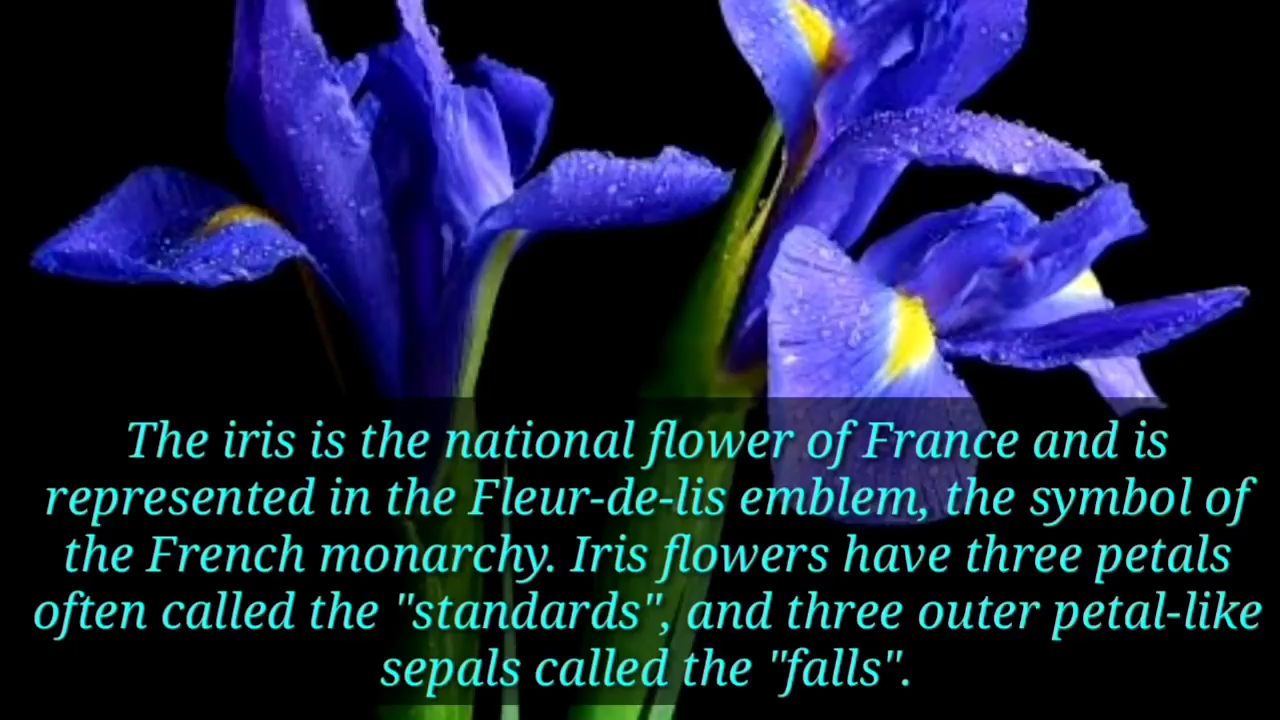 The iris is the national flower of France and is
represented in the Fleur-de-lis emblem, the symbol of
the French monarchy. Iris flowers have three petals
often called the "standards", and three outer petal-like
sepals called the "falls".